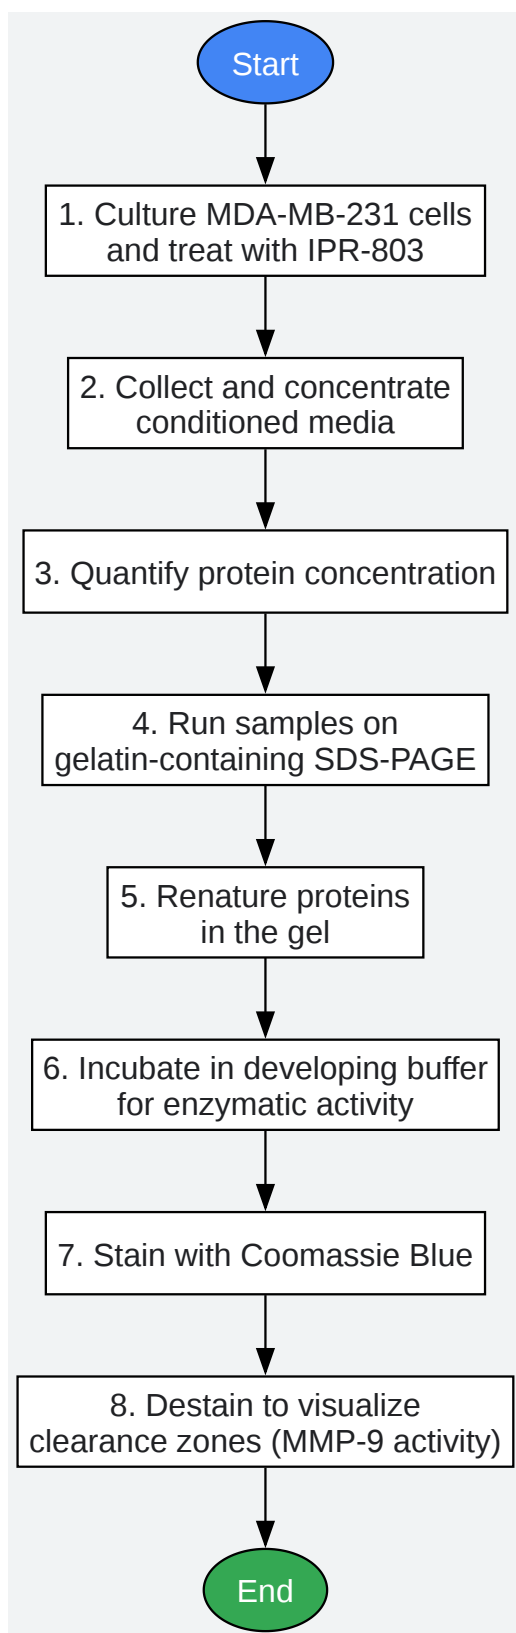 Start
1. Culture MDA-MB-231 cells
and treat with IPR-803
2. Collect and concentrate
conditioned media
3. Quantify protein concentration
4. Run samples on
gelatin-containing SDS-PAGE
5. Renature proteins
in the gel
6. Incubate in developing buffer
for enzymatic activity
7. Stain with Coomassie Blue
8. Destain to visualize
clearance zones (MMP-9 activity)
End